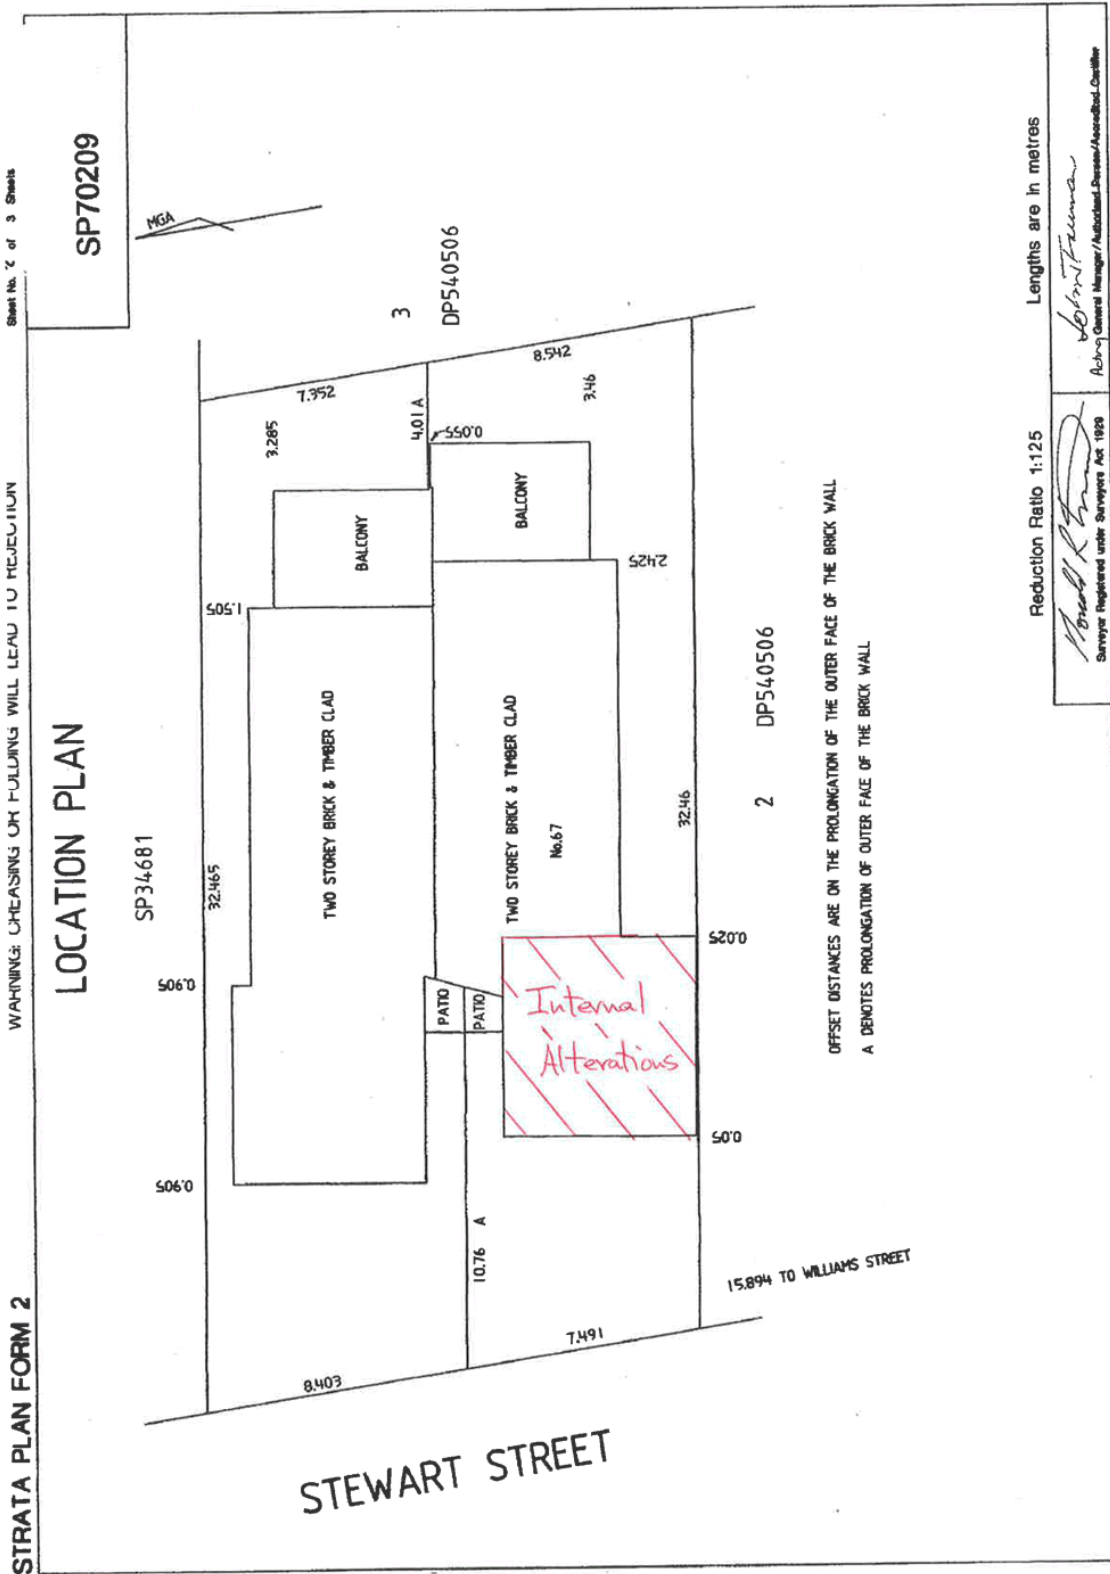 STRATA PLAN FORM 2
WARNING: CREASING OR FOLDING WILL LEAD TO REJECTION
Sheet No. 2 of 3 Sheets
SP70209
LOCATION PLAN
MGA
SP34681
32.465
3
DP540506
7.352
8.542
3.285
4.01 A
0.055
3.46
BALCONY
BALCONY
1.505
2.425
TWO STOREY BRICK & TIMBER CLAD
TWO STOREY BRICK & TIMBER CLAD
No.67
0.905
0.905
PATIO
PATIO
Internal
Alterations
0.025
0.05
32.46
2 DP540506
10.76 A
8.403
7.491
15.894 TO WILLIAMS STREET
STEWART STREET
OFFSET DISTANCES ARE ON THE PROLONGATION OF THE OUTER FACE OF THE BRICK WALL
A DENOTES PROLONGATION OF OUTER FACE OF THE BRICK WALL
Reduction Ratio 1:125
Lengths are in metres
Surveyor Registered under Surveyors Act 1929
Acting General Manager/Authorised Person/Accredited Certifier